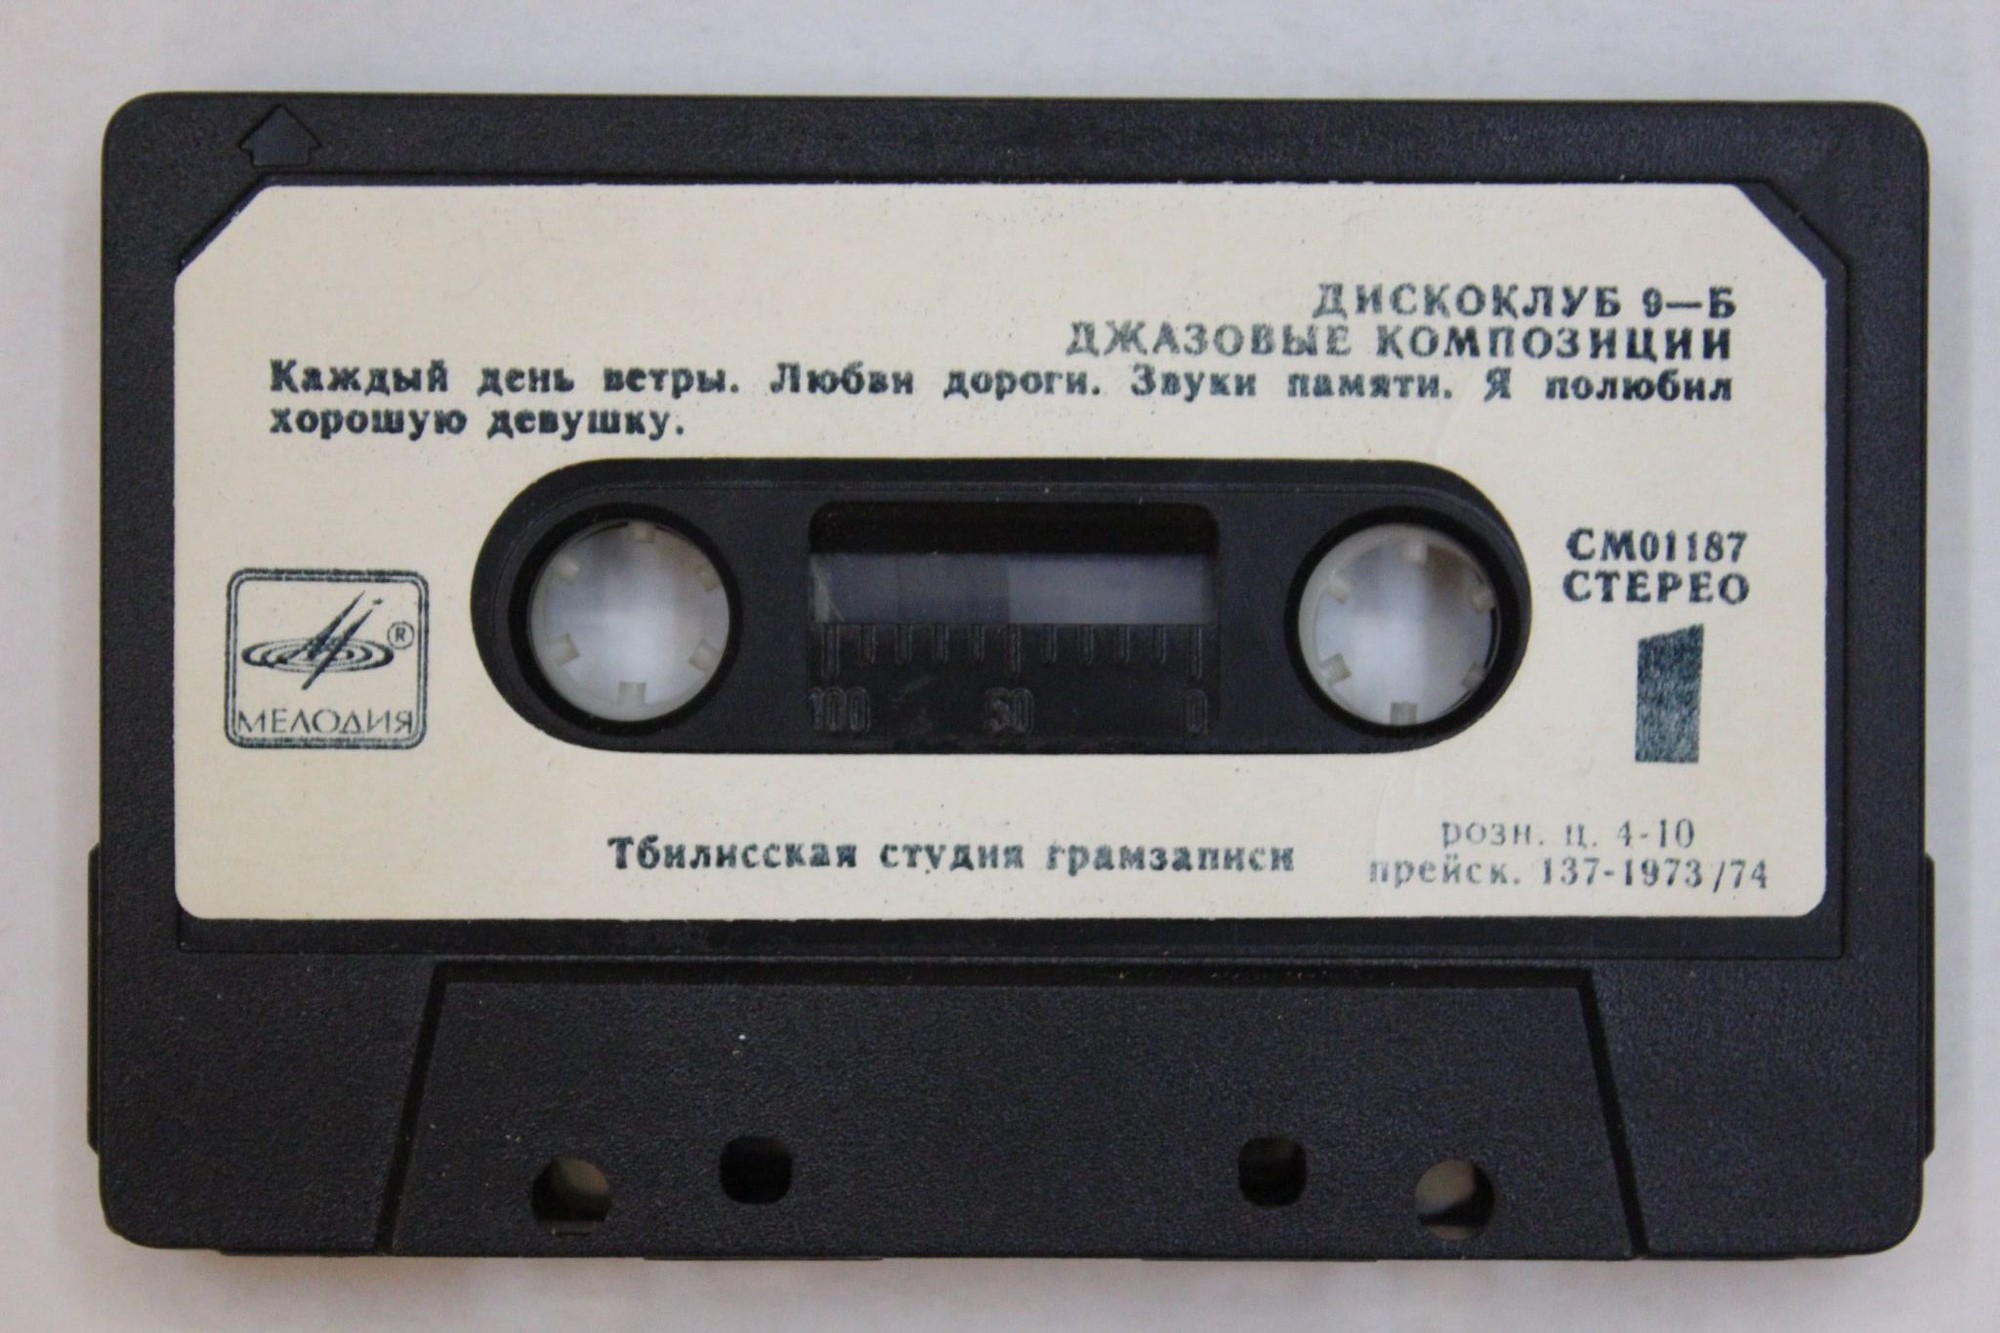 ДИСКОКЛУБ 9—Б
ДЖАЗОВЫЕ КОМПОЗИЦИИ
Каждый день ветры. Любви дороги. Звуки памяти. Я полюбил
хорошую девушку.
СМ01187
СТЕРЕО
1
®
МЕЛОДИЯ
100 50 0
Тбилисская студия грамзаписи
розн. ц. 4-10
прейск. 137-1973/74